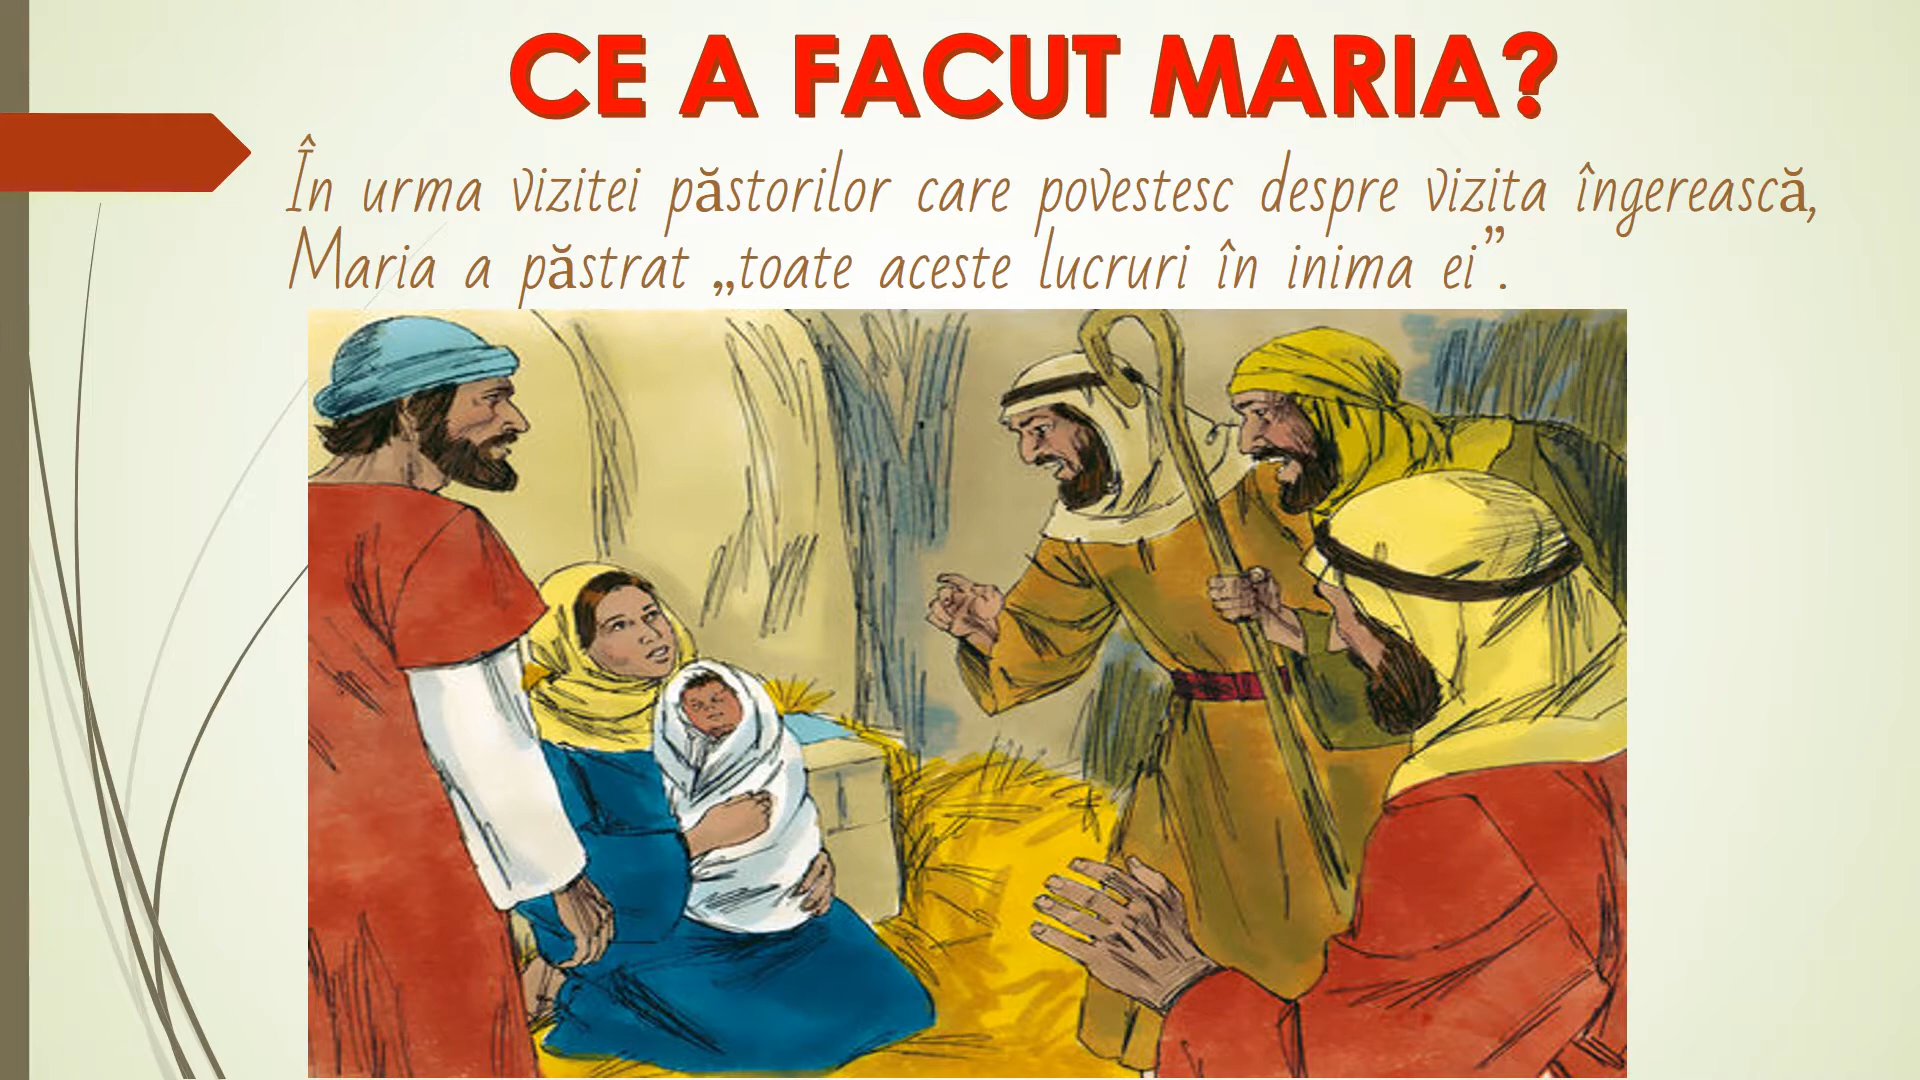 CE A FACUT MARIA?
În urma vizitei păstorilor care povestesc despre vizita îngerească,
Maria a păstrat „toate aceste lucruri în inima ei”.